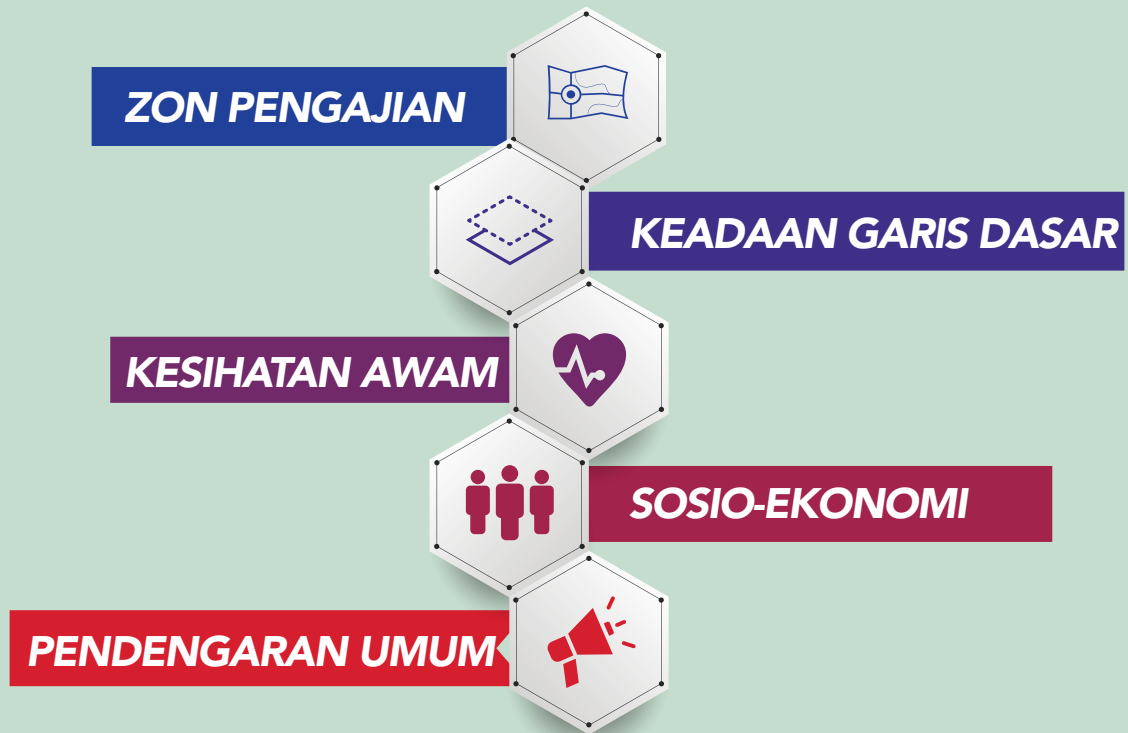 ZON PENGAJIAN
KEADAAN GARIS DASAR
KESIHATAN AWAM
SOSIO-EKONOMI
PENDENGARAN UMUM